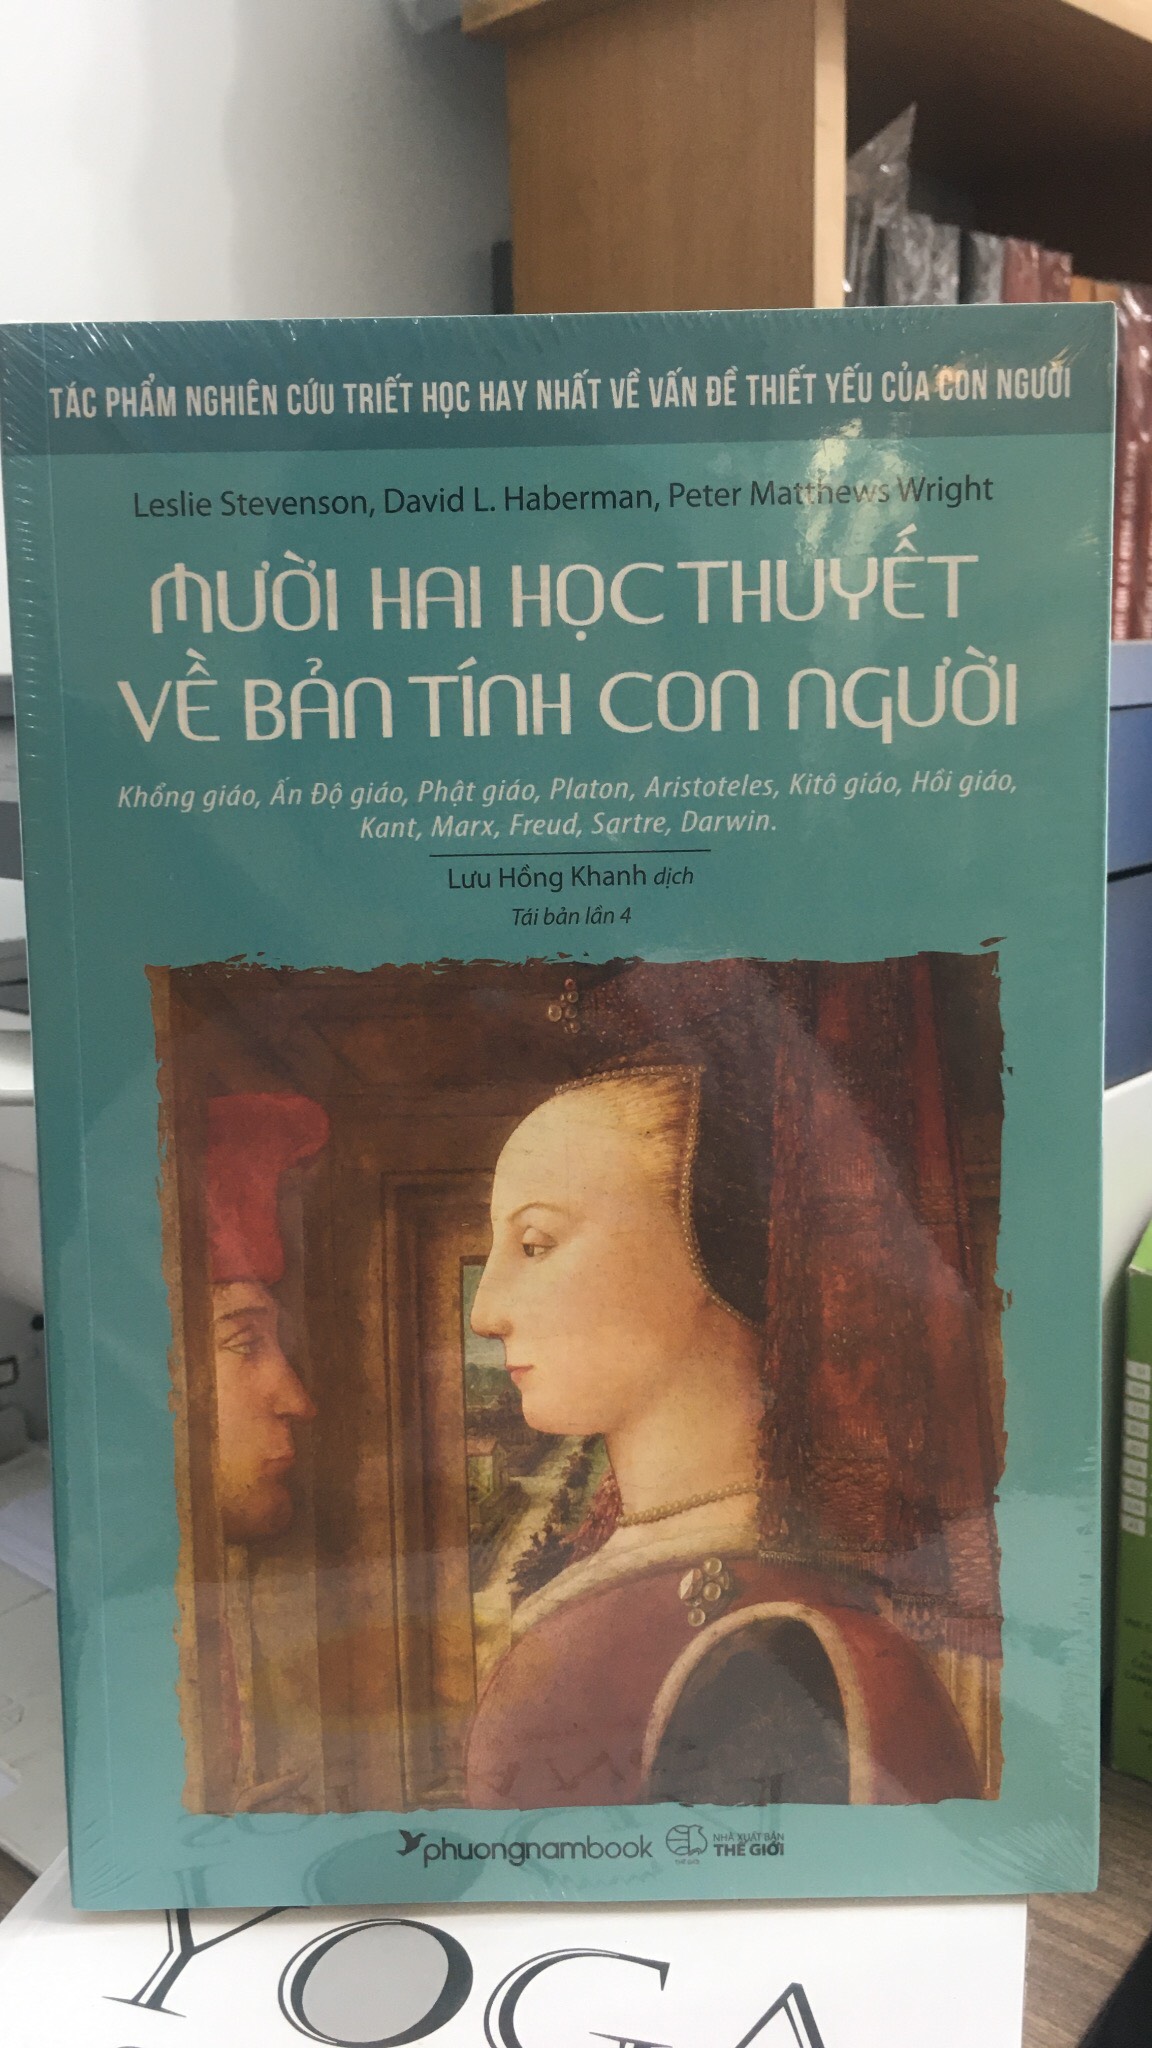 TÁC PHẨM NGHIÊN CỨU TRIẾT HỌC HAY NHẤT VỀ VẤN ĐỀ THIẾT YẾU CỦA CON NGƯỜI
Leslie Stevenson, David L. Haberman, Peter Matthews Wright
MƯỜI HAI HỌC THUYẾT
VỀ BẢN TÍNH CON NGƯỜI
Khổng giáo, Ấn Độ giáo, Phật giáo, Platon, Aristoteles, Kitô giáo, Hồi giáo,
Kant, Marx, Freud, Sartre, Darwin.
Lưu Hồng Khanh dịch
Tái bản lần 4
phuongnambook
NHÀ XUẤT BẢN
THẾ GIỚI
THẾ GIỚI
YOGA